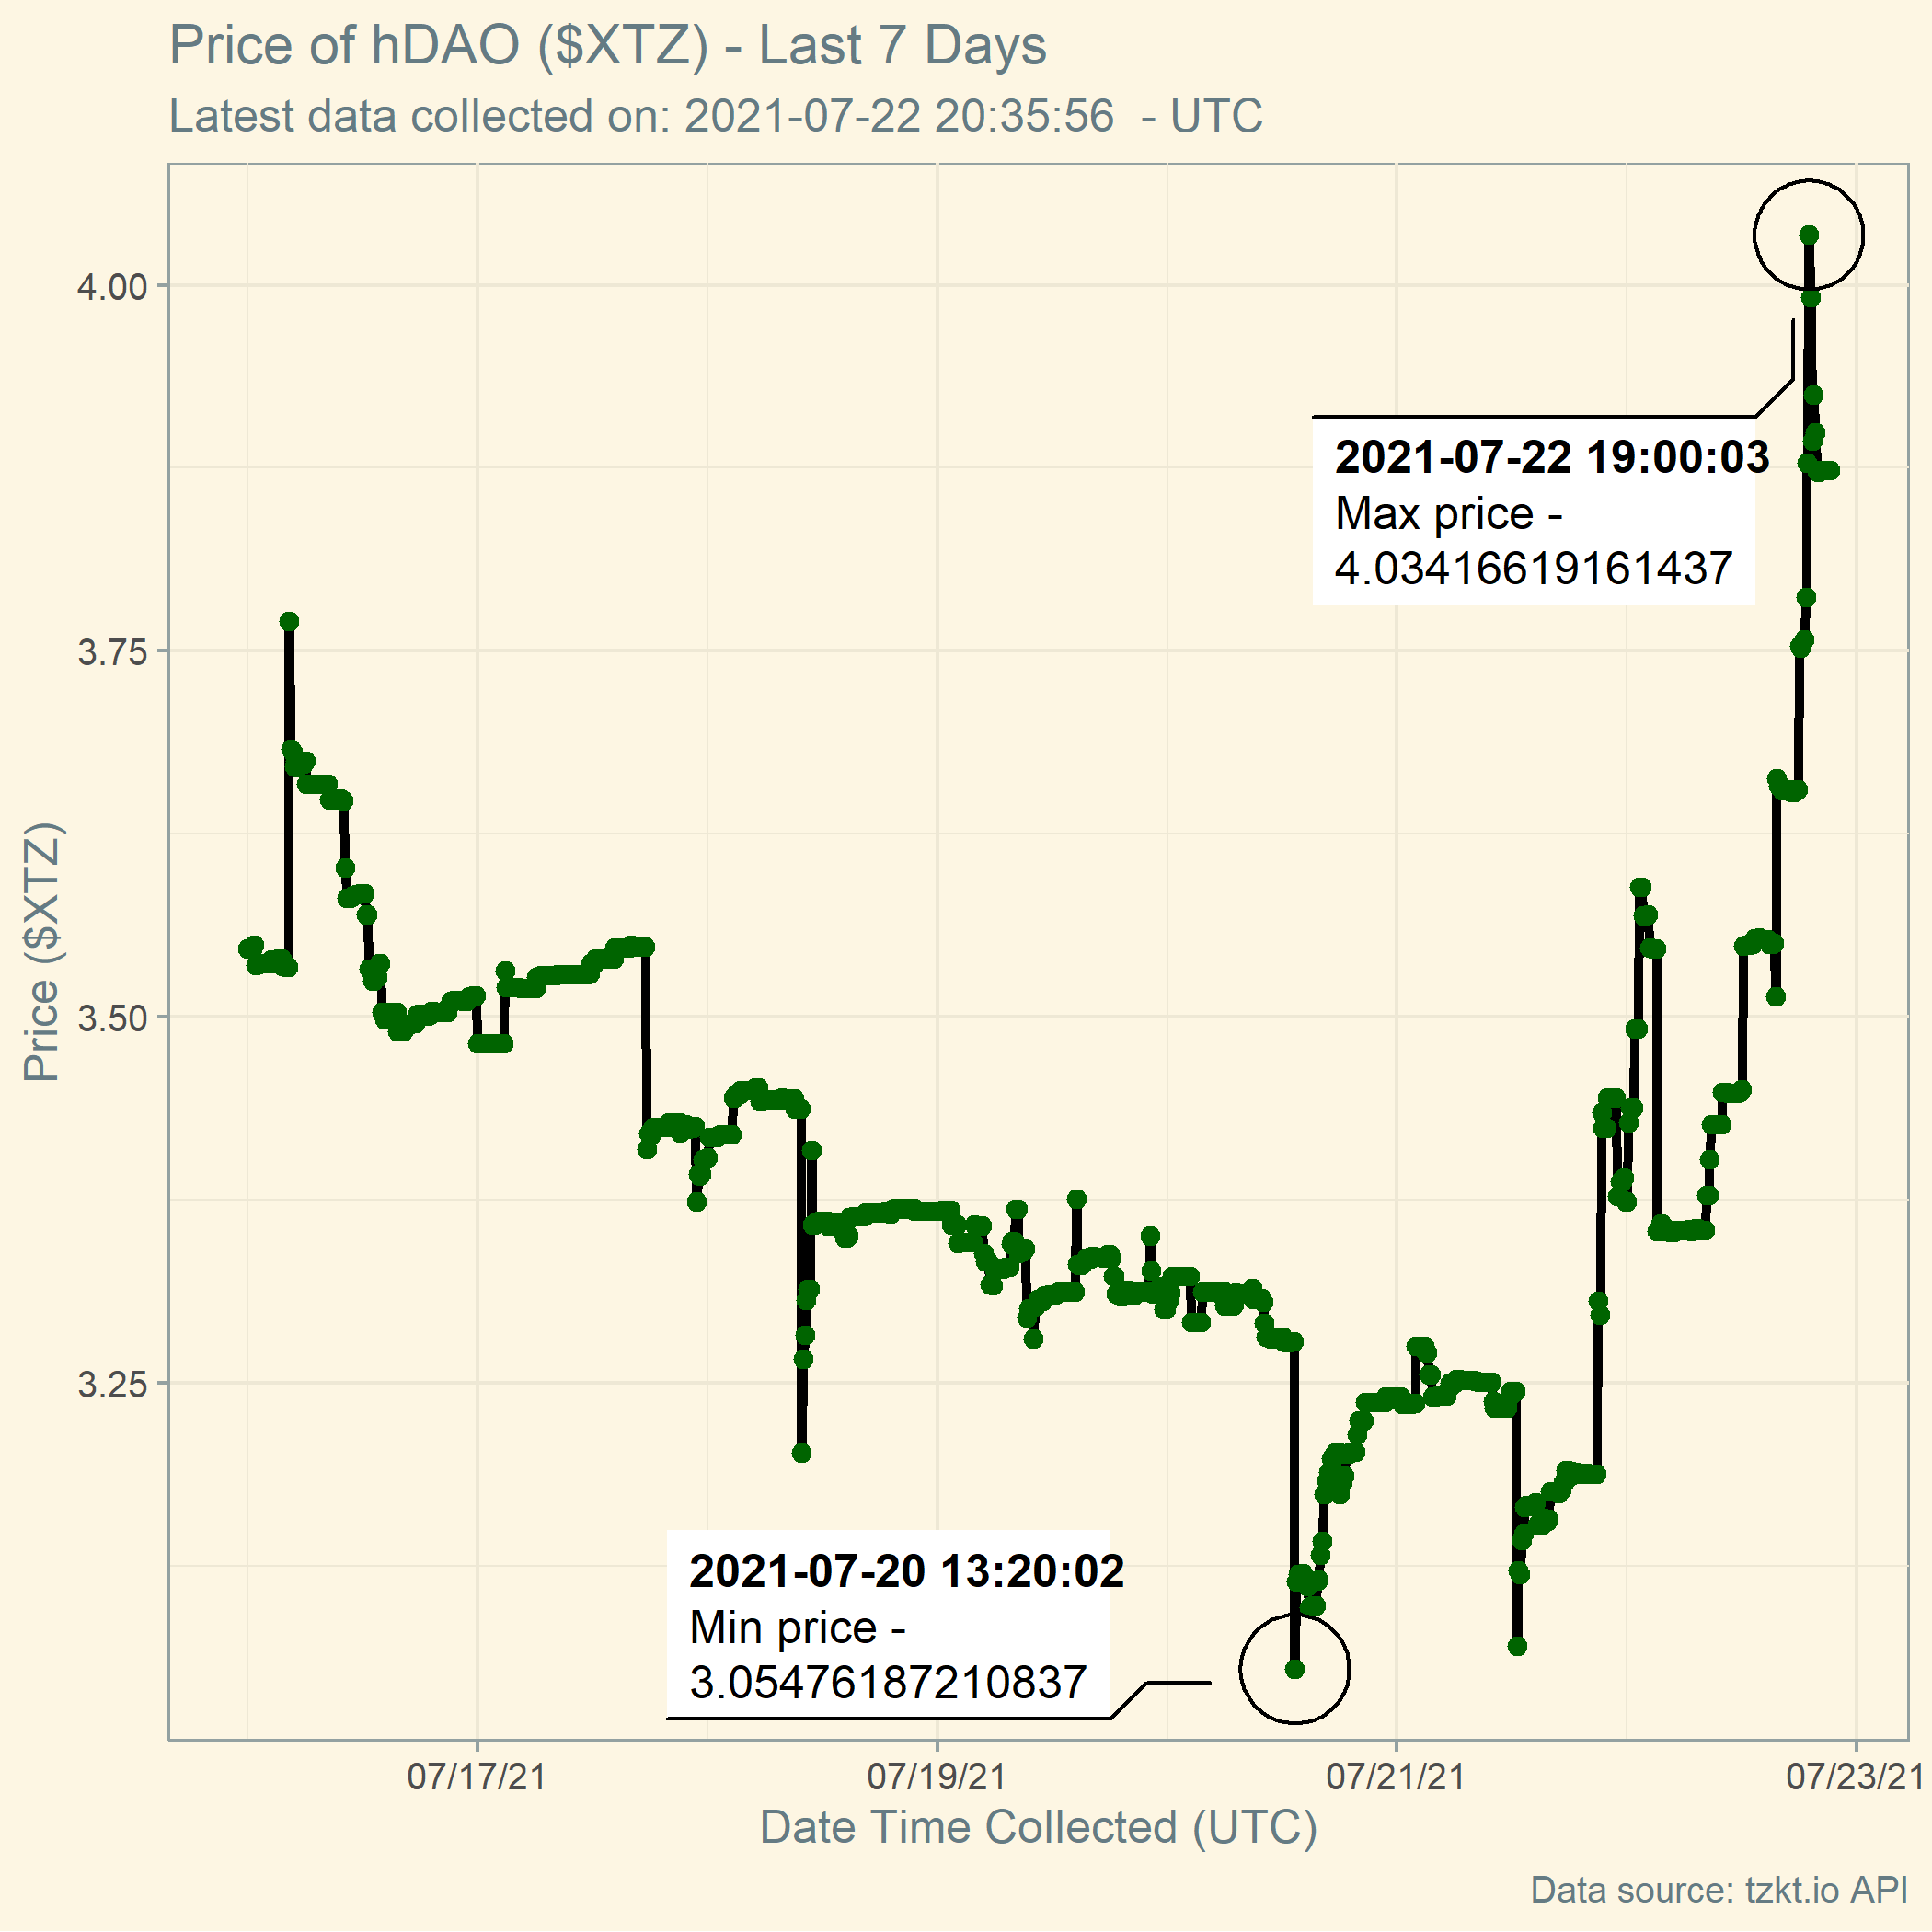 Price of hDAO ($XTZ) - Last 7 Days
Latest data collected on: 2021-07-22 20:35:56  - UTC
4.00
3.75
3.50
3.25
Price ($XTZ)
2021-07-22 19:00:03
Max price -
4.03416619161437
2021-07-20 13:20:02
Min price -
3.05476187210837
07/17/21
07/19/21
07/21/21
07/23/21
Date Time Collected (UTC)
Data source: tzkt.io API